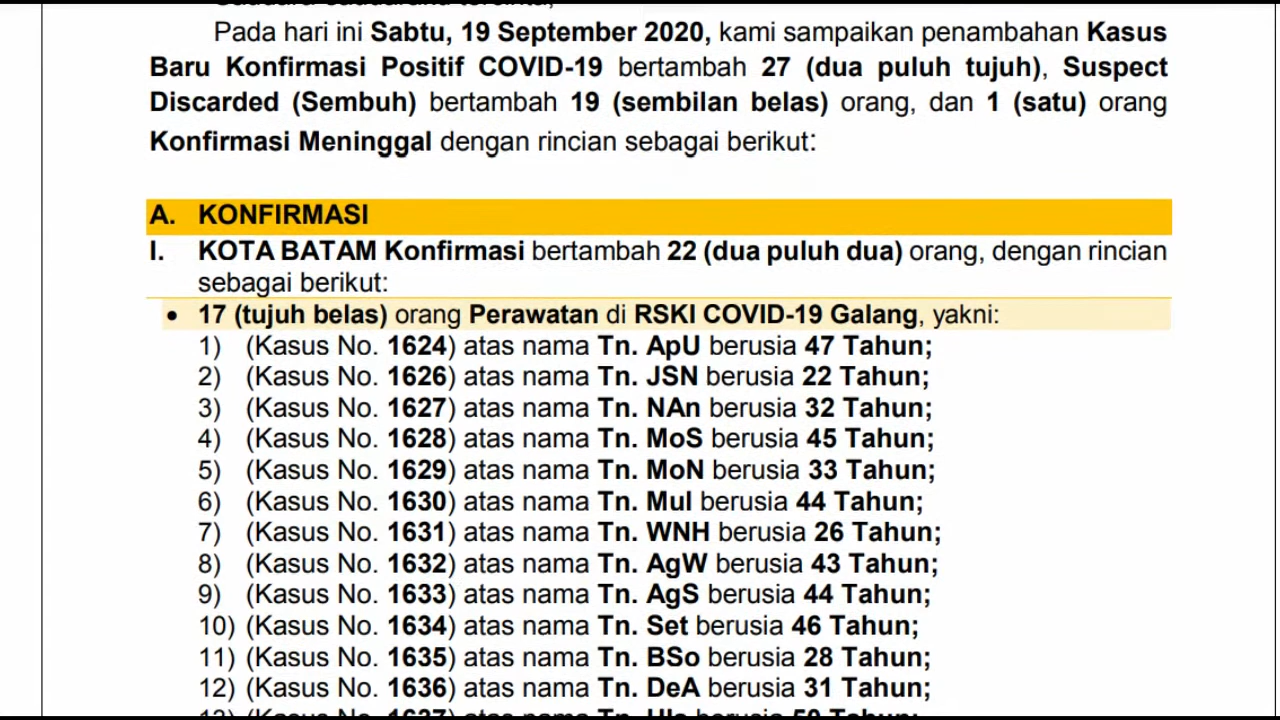 Pada hari ini Sabtu, 19 September 2020, kami sampaikan penambahan Kasus
Baru Konfirmasi Positif COVID-19 bertambah 27 (dua puluh tujuh), Suspect
Discarded (Sembuh) bertambah 19 (sembilan belas) orang, dan 1 (satu) orang
Konfirmasi Meninggal dengan rincian sebagai berikut:
A. KONFIRMASI
I. KOTA BATAM Konfirmasi bertambah 22 (dua puluh dua) orang, dengan rincian
sebagai berikut:
• 17 (tujuh belas) orang Perawatan di RSKI COVID-19 Galang, yakni:
1) (Kasus No. 1624) atas nama Tn. ApU berusia 47 Tahun;
2) (Kasus No. 1626) atas nama Tn. JSN berusia 22 Tahun;
3) (Kasus No. 1627) atas nama Tn. NAn berusia 32 Tahun;
4) (Kasus No. 1628) atas nama Tn. MoS berusia 45 Tahun;
5) (Kasus No. 1629) atas nama Tn. MoN berusia 33 Tahun;
6) (Kasus No. 1630) atas nama Tn. Mul berusia 44 Tahun;
7) (Kasus No. 1631) atas nama Tn. WNH berusia 26 Tahun;
8) (Kasus No. 1632) atas nama Tn. AgW berusia 43 Tahun;
9) (Kasus No. 1633) atas nama Tn. AgS berusia 44 Tahun;
10) (Kasus No. 1634) atas nama Tn. Set berusia 46 Tahun;
11) (Kasus No. 1635) atas nama Tn. BSo berusia 28 Tahun;
12) (Kasus No. 1636) atas nama Tn. DeA berusia 31 Tahun;
13) (Kasus No. 1637) atas nama Tn. berusia 50 Tahun;